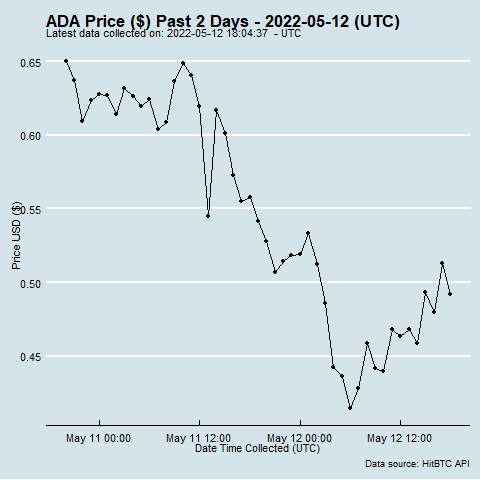 ADA Price ($) Past 2 Days - 2022-05-12 (UTC)
Latest data collected on: 2022-05-12 18:04:37  - UTC
Price USD ($)
0.65
0.60
0.55
0.50
0.45
May 11 00:00
May 11 12:00
May 12 00:00
May 12 12:00
Date Time Collected (UTC)
Data source: HitBTC API